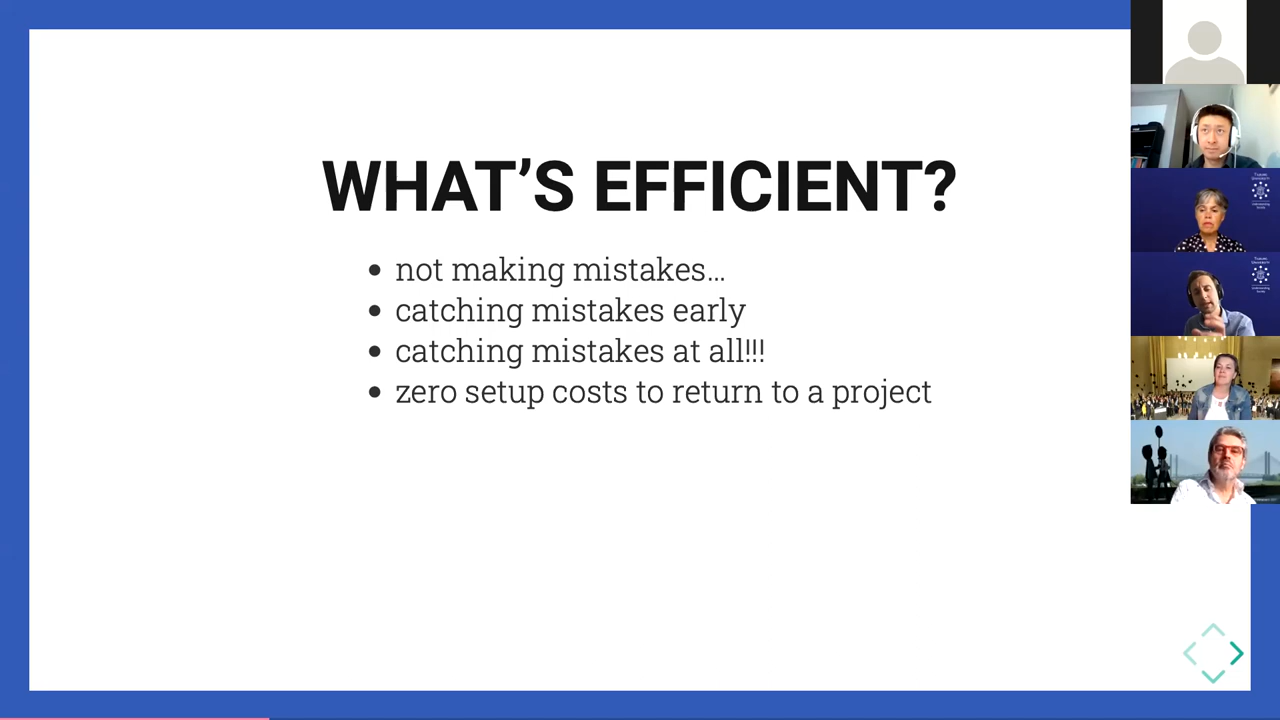 WHAT’S EFFICIENT?
not making mistakes...
catching mistakes early
catching mistakes at all!!!
zero setup costs to return to a project